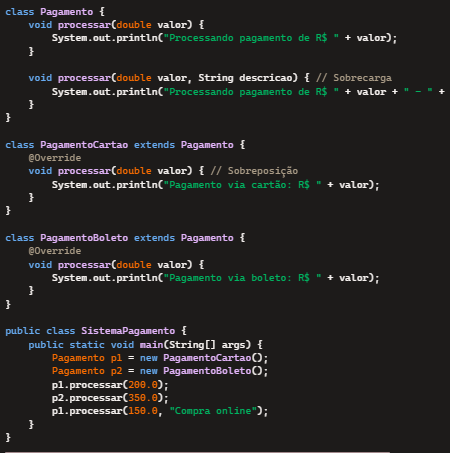 class Pagamento {
    void processar(double valor) {
        System.out.println("Processando pagamento de R$ " + valor);
    }

    void processar(double valor, String descricao) { // Sobrecarga
        System.out.println("Processando pagamento de R$ " + valor + " - " +
    }
}

class PagamentoCartao extends Pagamento {
    @Override
    void processar(double valor) { // Sobreposição
        System.out.println("Pagamento via cartão: R$ " + valor);
    }
}

class PagamentoBoleto extends Pagamento {
    @Override
    void processar(double valor) {
        System.out.println("Pagamento via boleto: R$ " + valor);
    }
}

public class SistemaPagamento {
    public static void main(String[] args) {
        Pagamento p1 = new PagamentoCartao();
        Pagamento p2 = new PagamentoBoleto();
        p1.processar(200.0);
        p2.processar(350.0);
        p1.processar(150.0, "Compra online");
    }
}